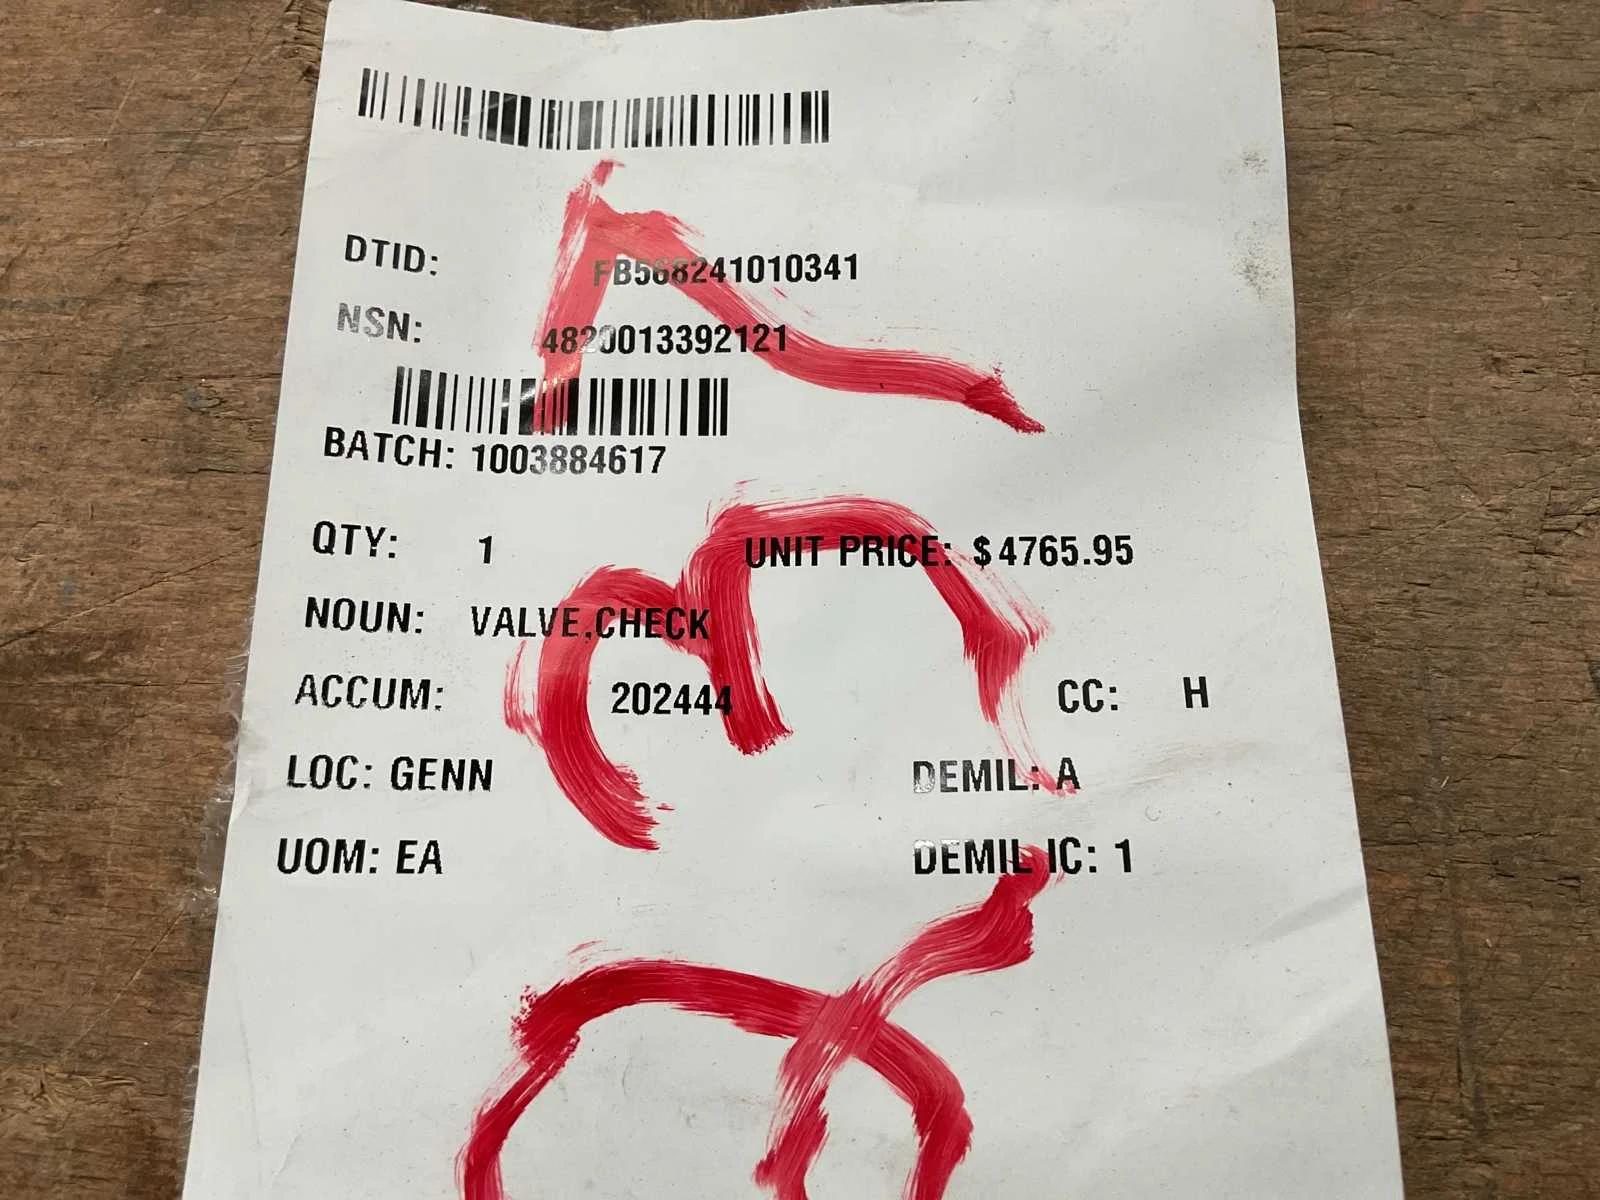 DTID: FB568241010341
NSN: 4820013392121
BATCH: 1003884617
QTY: 1 UNIT PRICE: $4765.95
NOUN: VALVE,CHECK
ACCUM: 202444 CC: H
LOC: GENN DEMIL: A
UOM: EA DEMIL IC: 1